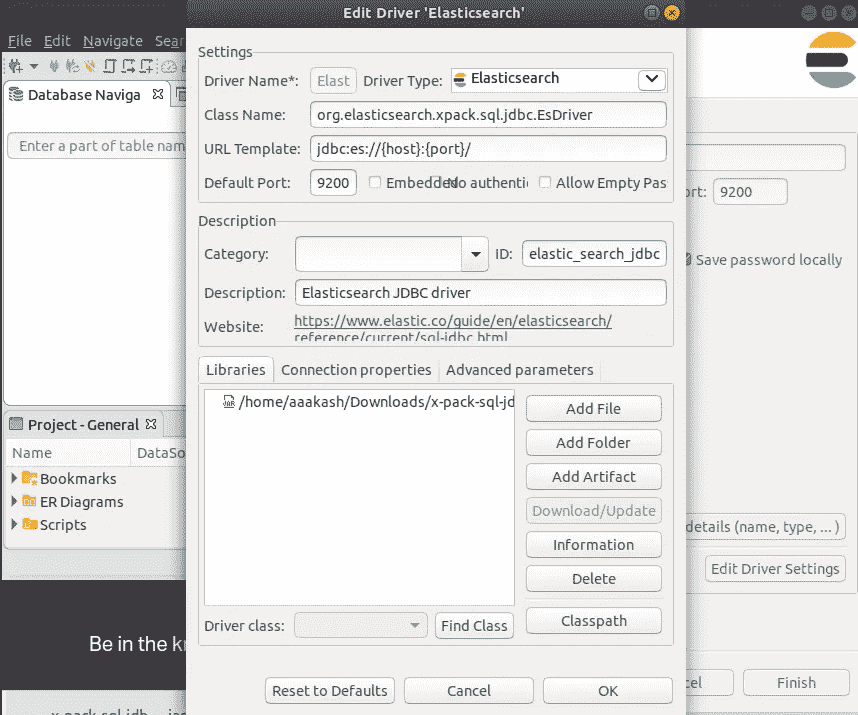 Edit Driver 'Elasticsearch'
File Edit Navigate Sear
Database Naviga
Enter a part of table nam
Project - General
Name DataSo
Bookmarks
ER Diagrams
Scripts
Be in the
Settings
Driver Name*: Elast Driver Type: Elasticsearch
Class Name: org.elasticsearch.xpack.sql.jdbc.EsDriver
URL Template: jdbc:es://{host}:{port}/
Default Port: 9200 Embedded No authenti Allow Empty Pas
Description
Category: ID: elastic_search_jdbc
Description: Elasticsearch JDBC driver
Website: https://www.elastic.co/guide/en/elasticsearch/
reference/current/sql-jdbc.html
Libraries Connection properties Advanced parameters
/home/aaakash/Downloads/x-pack-sql-jd
Add File
Add Folder
Add Artifact
Download/Update
Information
Delete
Classpath
Driver class: Find Class
Reset to Defaults Cancel OK
ort: 9200
Save password locally
details (name, type, ... )
Edit Driver Settings
cel Finish